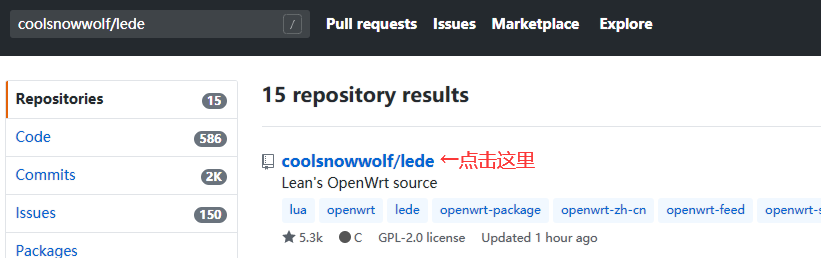 coolsnowwolf/lede / Pull requests Issues Marketplace Explore
Repositories 15
Code 586
Commits 2K
Issues 150
Packages
15 repository results
coolsnowwolf/lede ←点击这里
Lean's OpenWrt source
lua openwrt lede openwrt-package openwrt-zh-cn openwrt-feed openwrt-s
5.3k C GPL-2.0 license Updated 1 hour ago